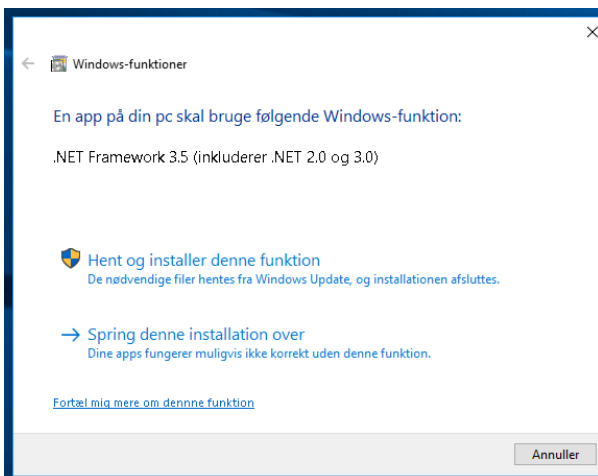 Windows-funktioner
En app på din pc skal bruge følgende Windows-funktion:
.NET Framework 3.5 (inkluderer .NET 2.0 og 3.0)
Hent og installer denne funktion
De nødvendige filer hentes fra Windows Update, og installationen afsluttes.
Spring denne installation over
Dine apps fungerer muligvis ikke korrekt uden denne funktion.
Fortæl mig mere om dennne funktion
Annuller